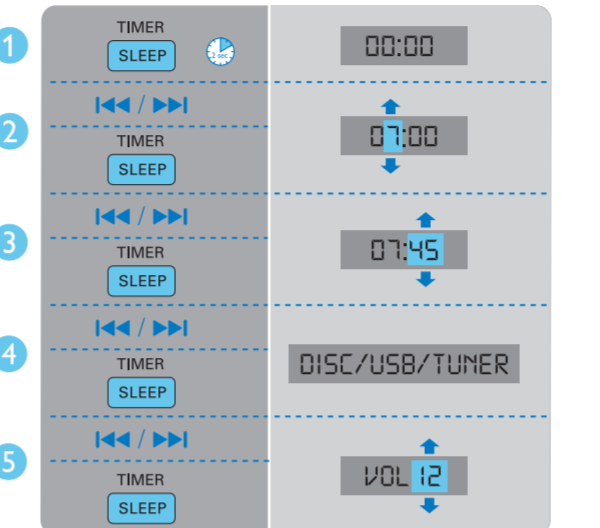 1
TIMER
SLEEP
2 sec
00:00
2
/
TIMER
SLEEP
07:00
3
/
TIMER
SLEEP
07:45
4
/
TIMER
SLEEP
DISC/USB/TUNER
5
/
TIMER
SLEEP
VOL 12